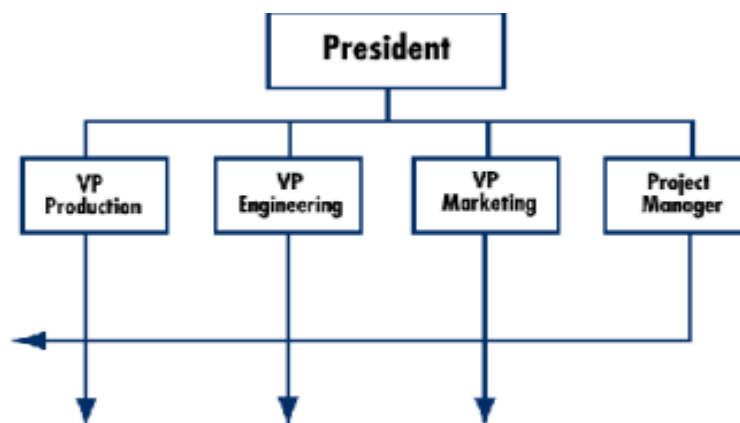 President
VP
Production
VP
Engineering
VP
Marketing
Project
Manager